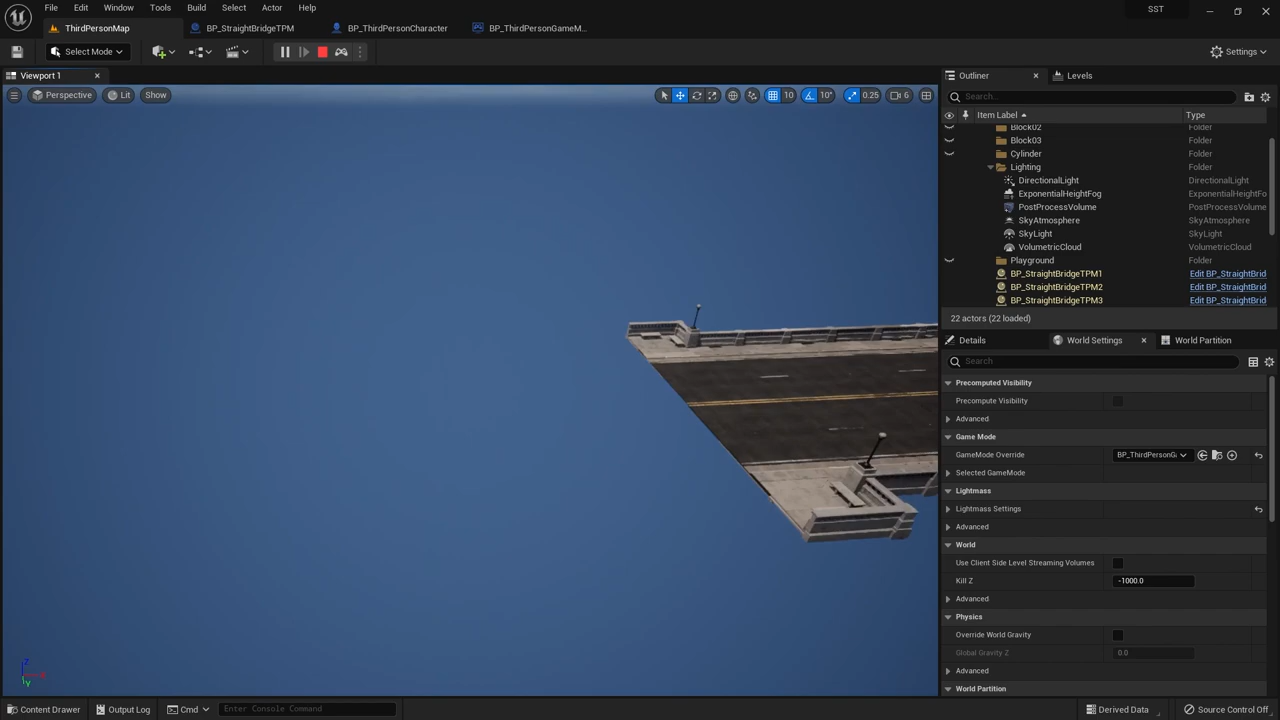 File Edit Window Tools Build Select Actor Help SST
ThirdPersonMap BP_StraightBridgeTPM BP_ThirdPersonCharacter BP_ThirdPersonGameM...
Select Mode Settings
Viewport 1 Outliner Levels
Perspective Lit Show 10 10° 0.25 6 Search...
Item Label Type
Block02 Folder
Block03 Folder
Cylinder Folder
Lighting Folder
DirectionalLight DirectionalLight
ExponentialHeightFog ExponentialHeightFo
PostProcessVolume PostProcessVolume
SkyAtmosphere SkyAtmosphere
SkyLight SkyLight
VolumetricCloud VolumetricCloud
Playground Folder
BP_StraightBridgeTPM1 Edit BP_StraightBrid
BP_StraightBridgeTPM2 Edit BP_StraightBrid
BP_StraightBridgeTPM3 Edit BP_StraightBrid
22 actors (22 loaded)
Details World Settings World Partition
Search
Precomputed Visibility
Precompute Visibility
Advanced
Game Mode
GameMode Override BP_ThirdPersonGa
Selected GameMode
Lightmass
Lightmass Settings
Advanced
World
Use Client Side Level Streaming Volumes
Kill Z -1000.0
Advanced
Physics
Override World Gravity
Global Gravity Z 0.0
Advanced
World Partition
Z
Y
Content Drawer Output Log Cmd Enter Console Command Derived Data Source Control Off